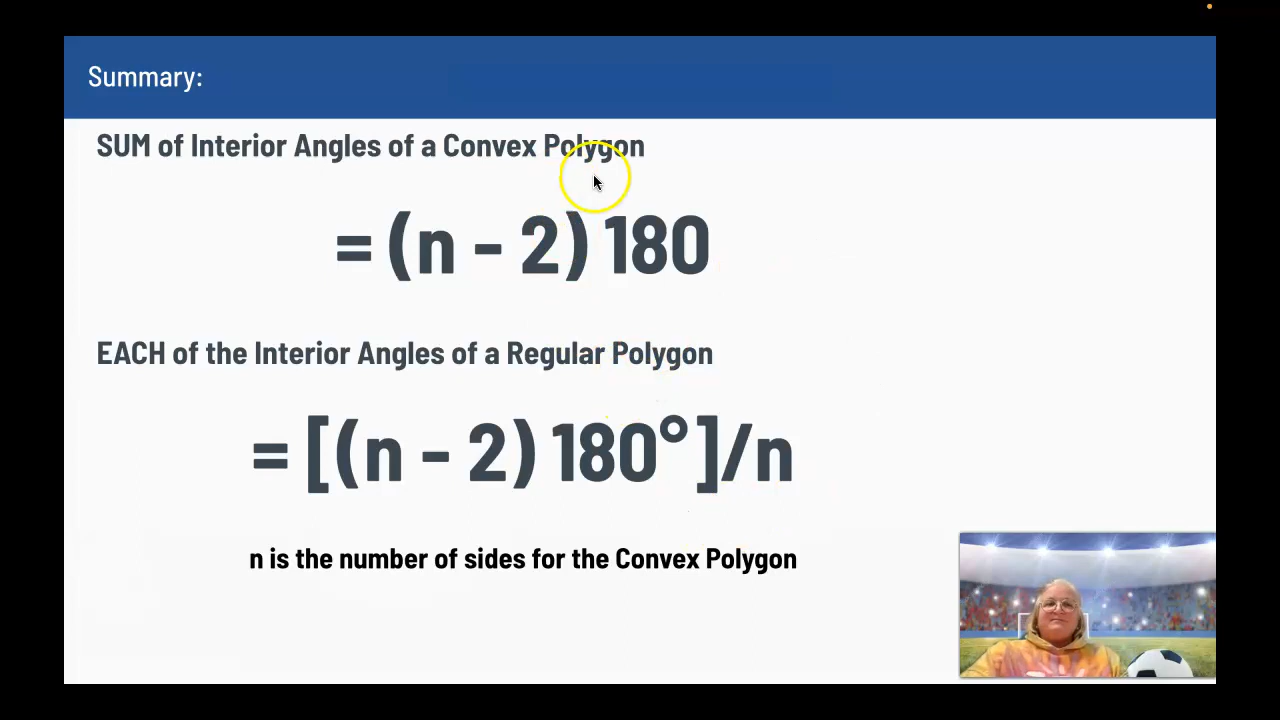 Summary:
SUM of Interior Angles of a Convex Polygon
= (n - 2) 180
EACH of the Interior Angles of a Regular Polygon
= [(n - 2) 180°]/n
n is the number of sides for the Convex Polygon